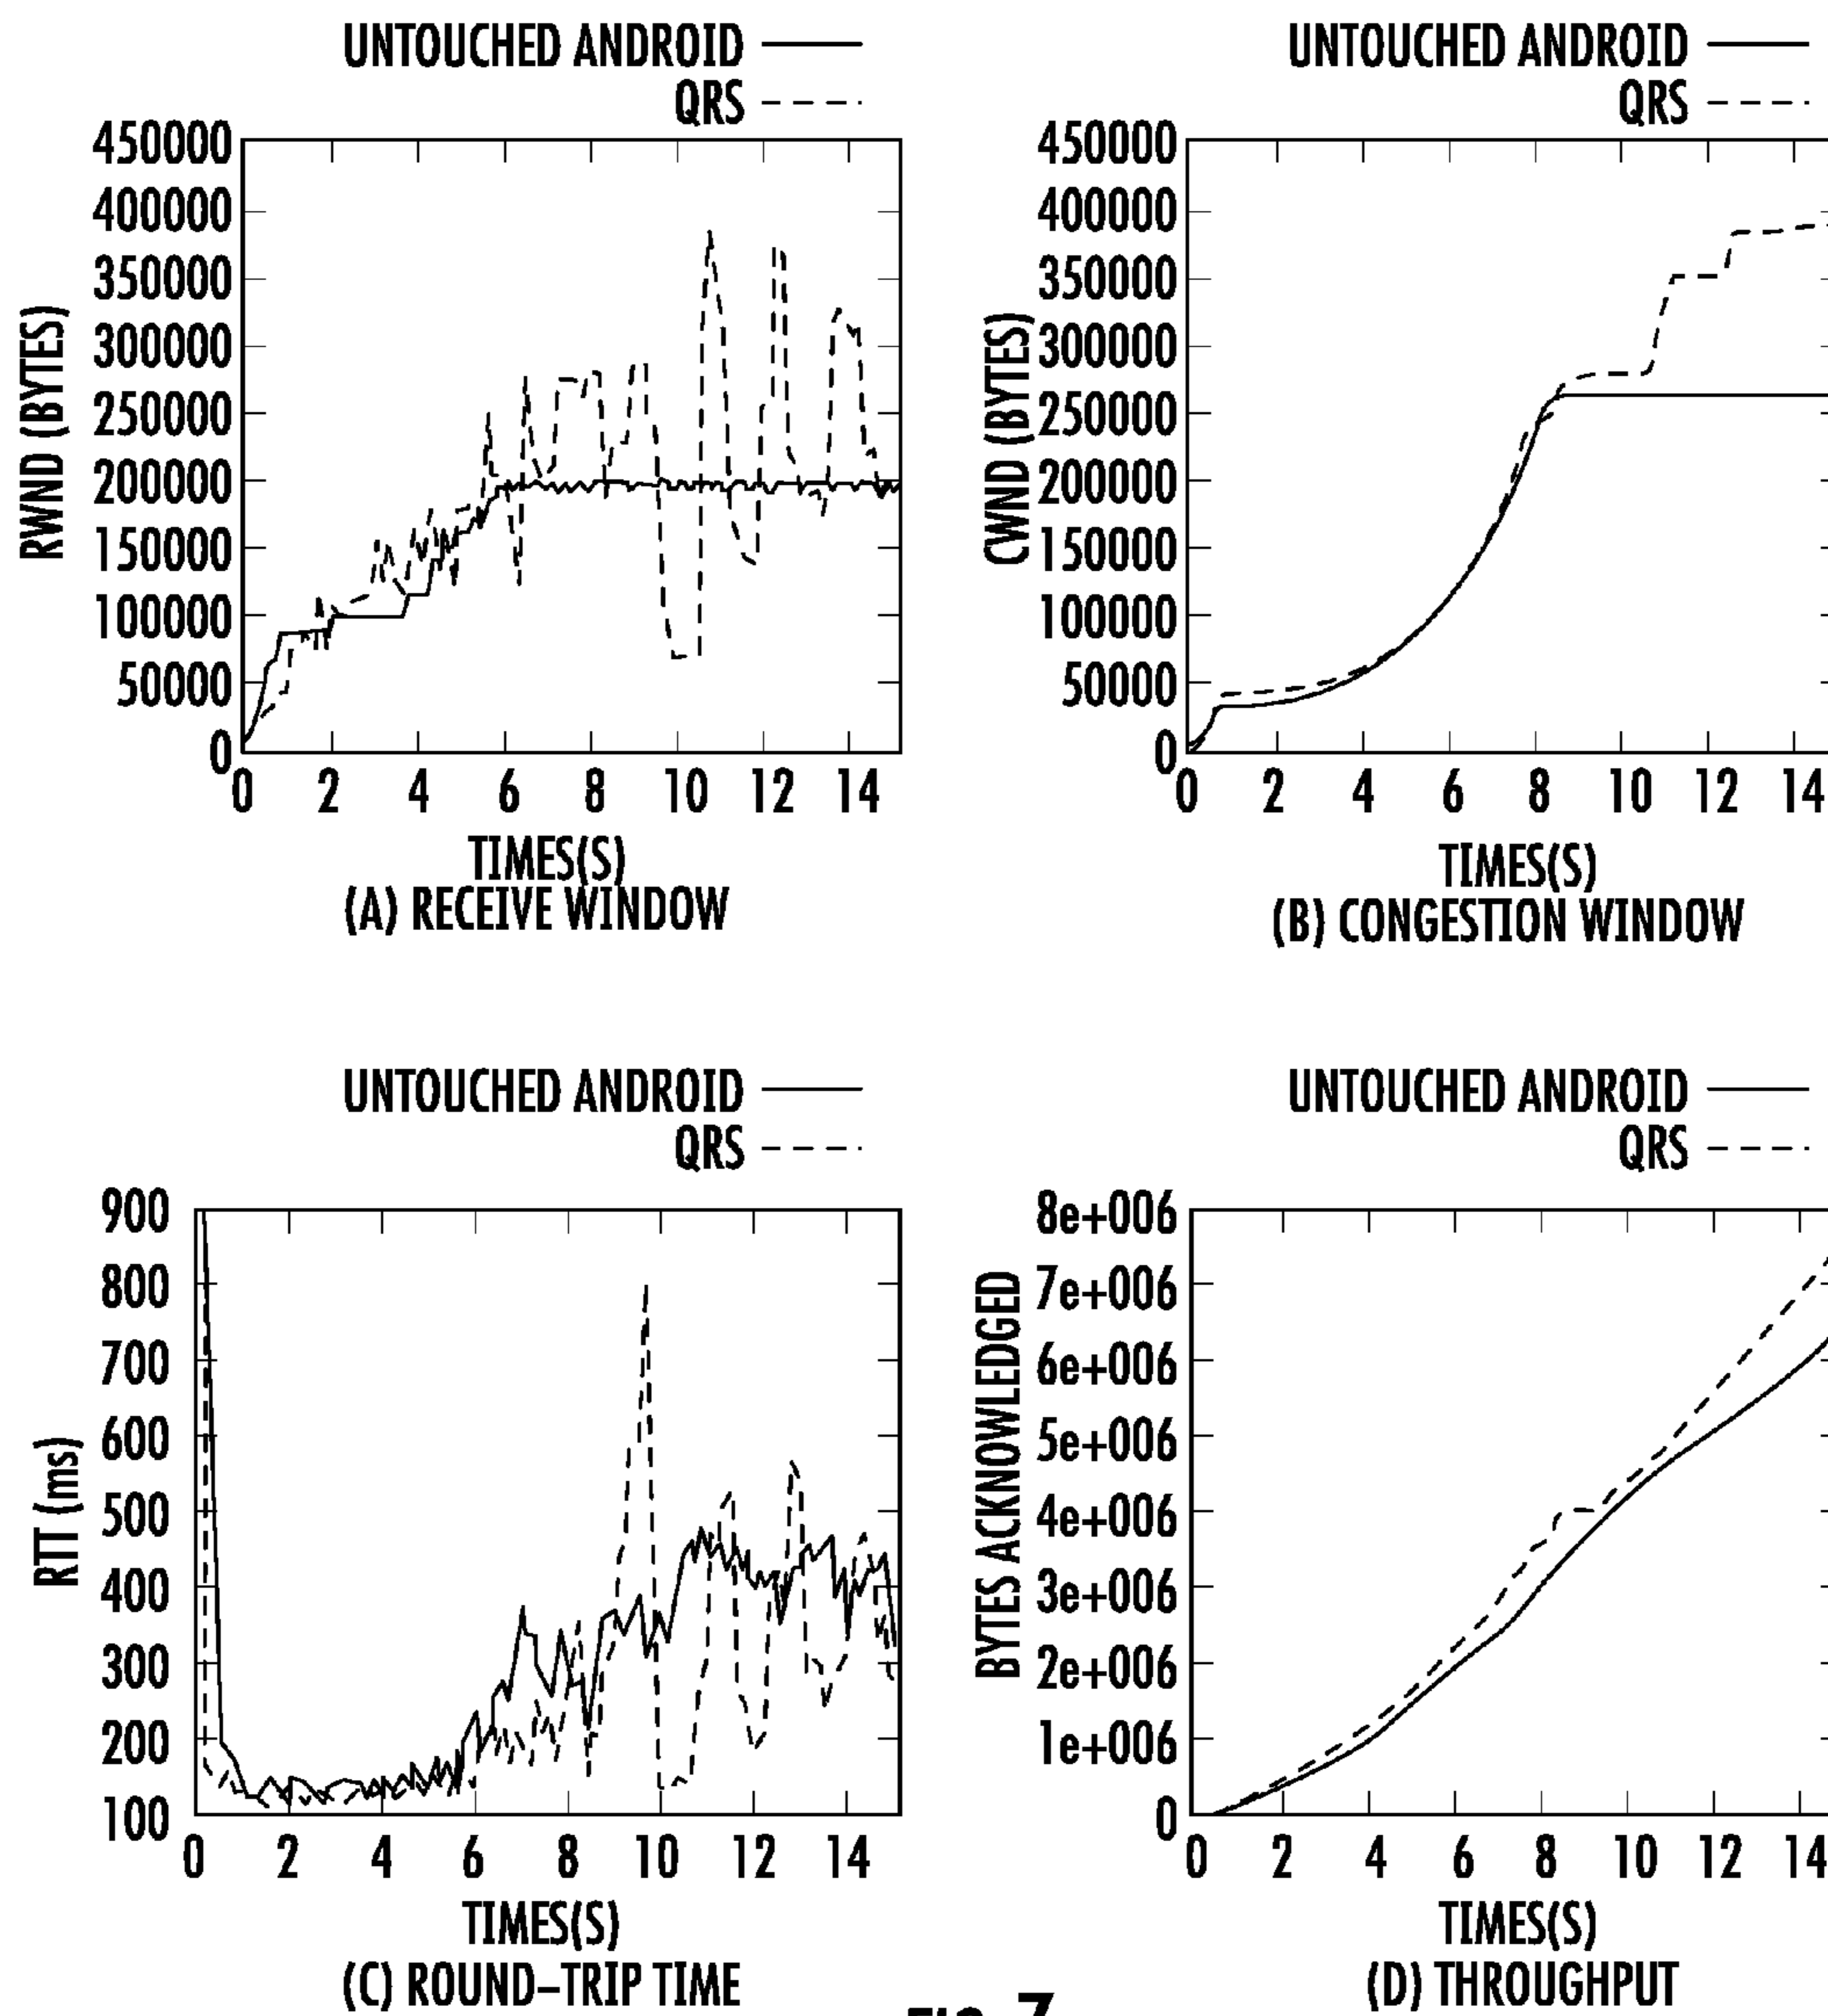 UNTOUCHED ANDROID
QRS
450000
400000
350000
300000
250000
200000
150000
100000
50000
0
RWND (BYTES)
0 2 4 6 8 10 12 14
TIMES(S)
(A) RECEIVE WINDOW
UNTOUCHED ANDROID
QRS
450000
400000
350000
300000
250000
200000
150000
100000
50000
0
CWND (BYTES)
0 2 4 6 8 10 12 14
TIMES(S)
(B) CONGESTION WINDOW
UNTOUCHED ANDROID
QRS
900
800
700
600
500
400
300
200
100
RTT (ms)
0 2 4 6 8 10 12 14
TIMES(S)
(C) ROUND-TRIP TIME
UNTOUCHED ANDROID
QRS
8e+006
7e+006
6e+006
5e+006
4e+006
3e+006
2e+006
1e+006
0
BYTES ACKNOWLEDGED
0 2 4 6 8 10 12 14
TIMES(S)
(D) THROUGHPUT
FIG. 7